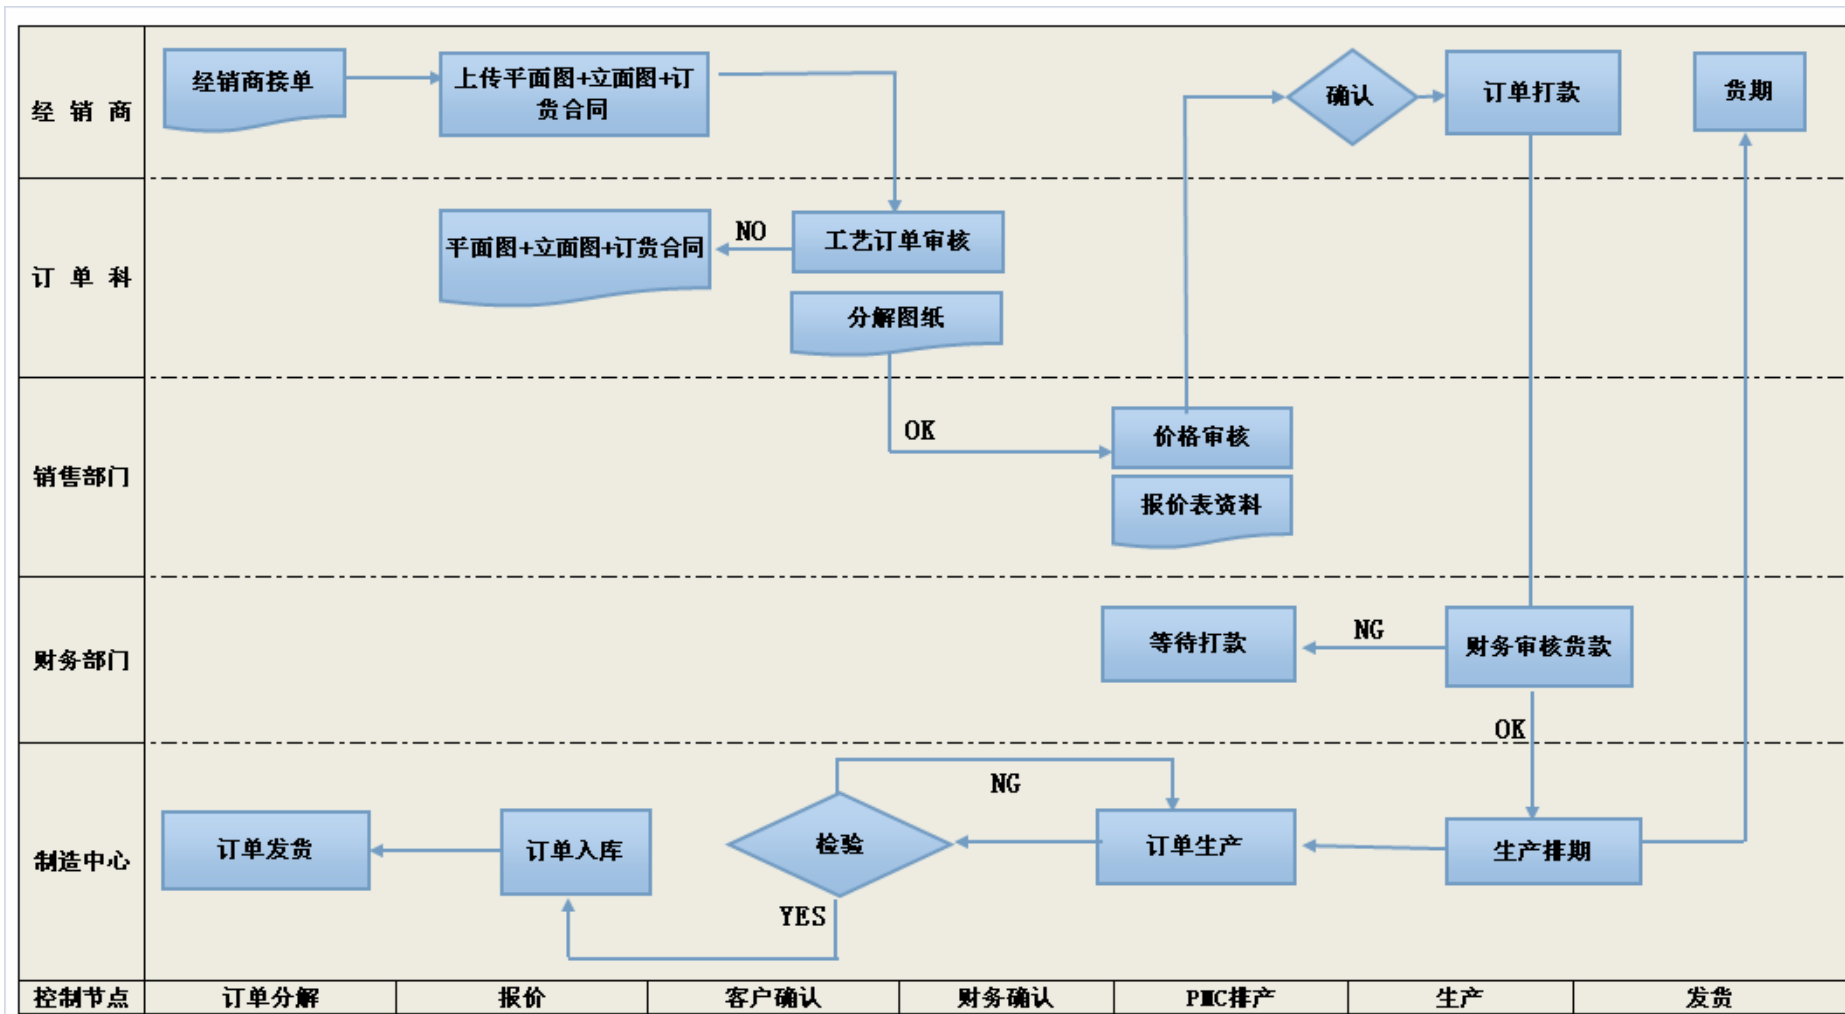 经 销 商
经销商接单
上传平面图+立面图+订
货合同
确认
订单打款
货期
订 单 科
平面图+立面图+订货合同
NO
工艺订单审核
分解图纸
销售部门
OK
价格审核
报价表资料
财务部门
等待打款
NG
财务审核货款
OK
制造中心
NG
订单发货
订单入库
检验
订单生产
生产排期
YES
控制节点
订单分解
报价
客户确认
财务确认
PMC排产
生产
发货